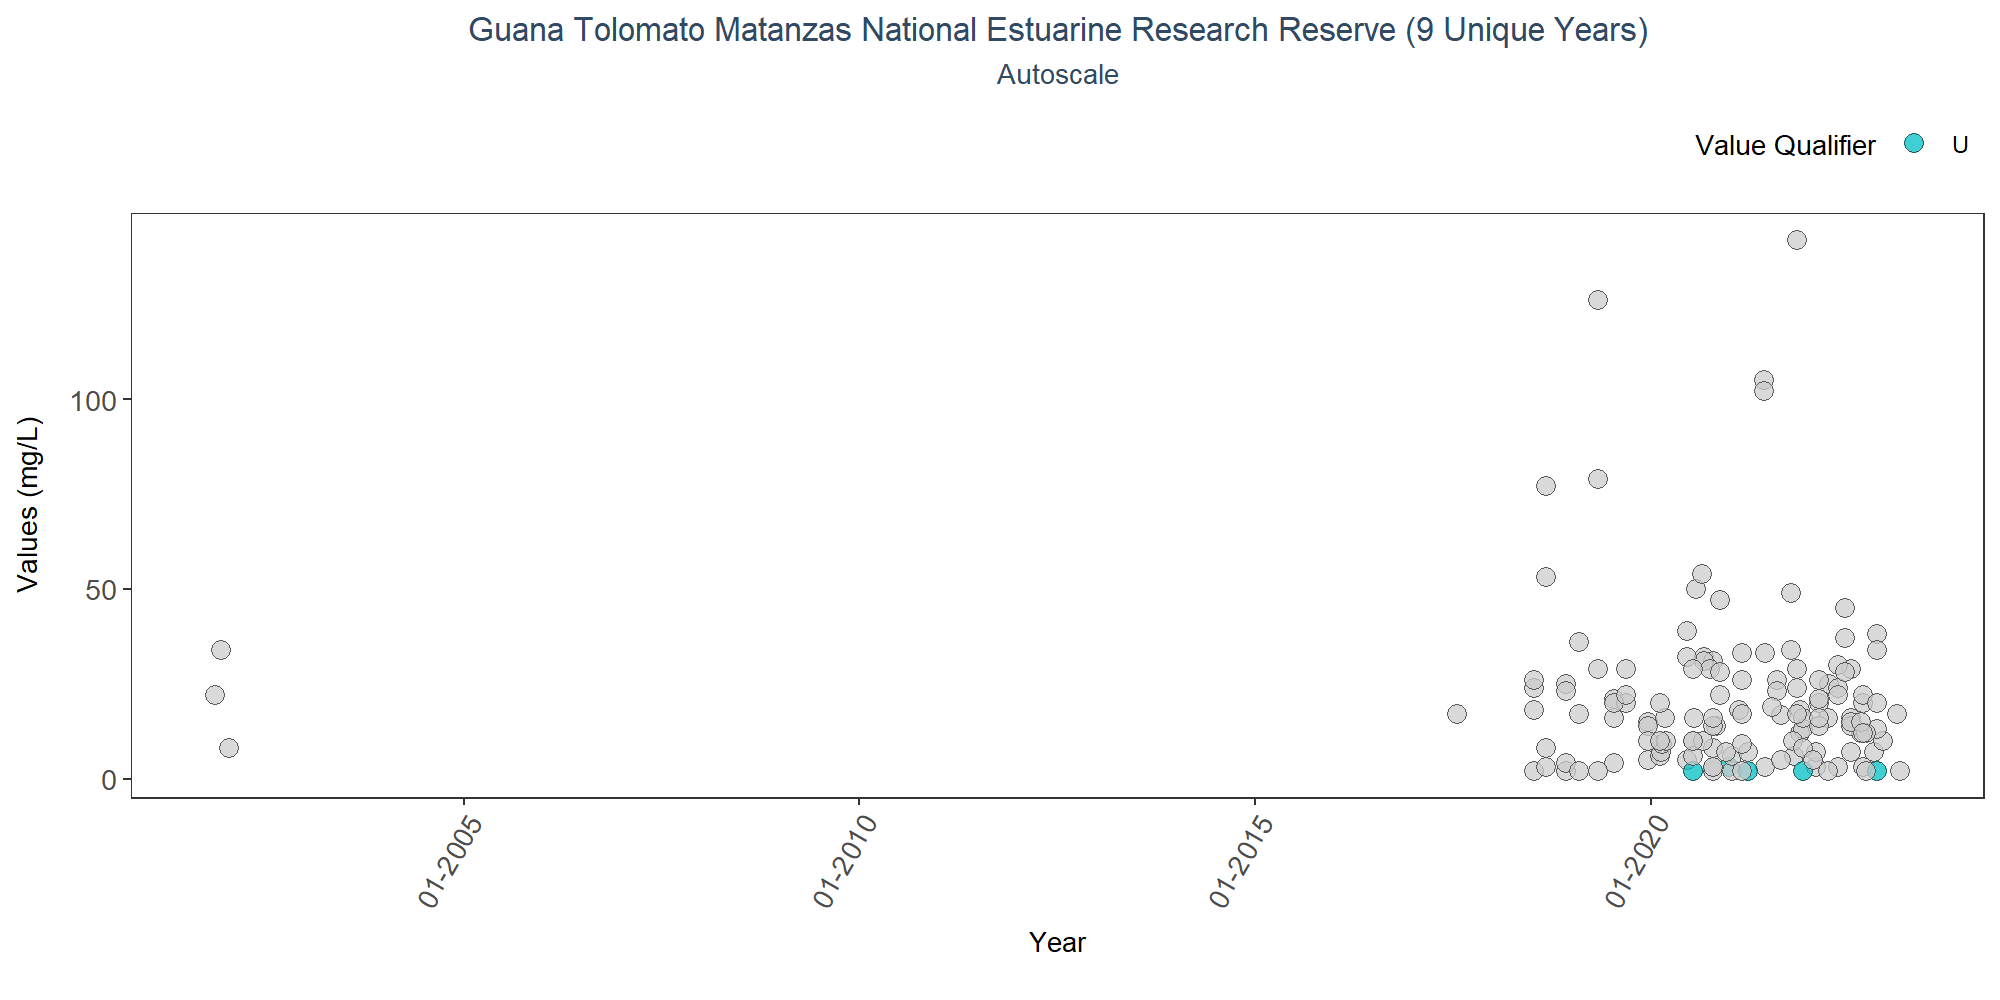 Guana Tolomato Matanzas National Estuarine Research Reserve (9 Unique Years)
Autoscale
Value Qualifier U
Values (mg/L)
100
50
0
01-2005
01-2010
01-2015
01-2020
Year